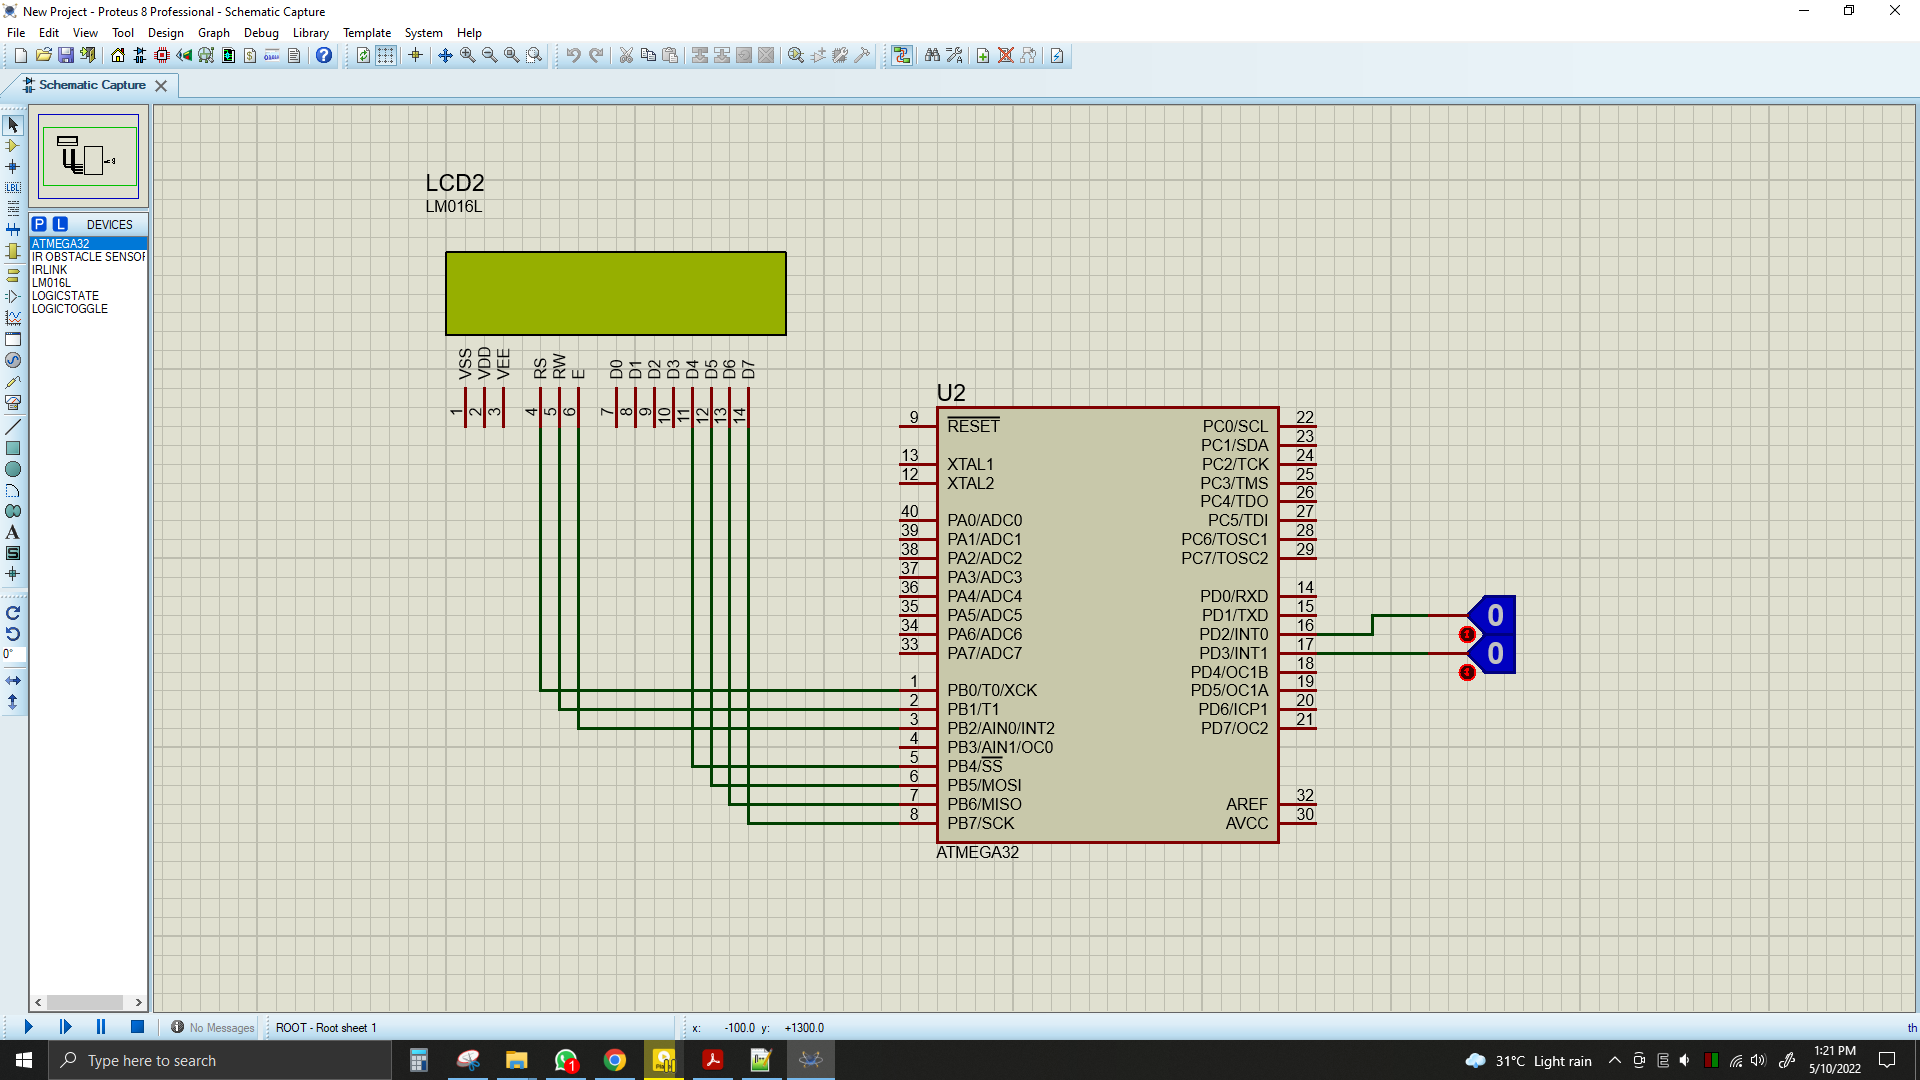 New Project - Proteus 8 Professional - Schematic Capture
File Edit View Tool Design Graph Debug Library Template System Help
Schematic Capture
P L DEVICES
ATMEGA32
IR OBSTACLE SENSOR
IRLINK
LM016L
LOGICSTATE
LOGICTOGGLE
LBL
A
S
0°
LCD2
LM016L
VSS VDD VEE RS RW E D0 D1 D2 D3 D4 D5 D6 D7
1 2 3 4 5 6 7 8 9 10 11 12 13 14
U2
9 RESET PC0/SCL 22
PC1/SDA 23
13 XTAL1 PC2/TCK 24
12 XTAL2 PC3/TMS 25
PC4/TDO 26
40 PA0/ADC0 PC5/TDI 27
39 PA1/ADC1 PC6/TOSC1 28
38 PA2/ADC2 PC7/TOSC2 29
37 PA3/ADC3
36 PA4/ADC4 PD0/RXD 14
35 PA5/ADC5 PD1/TXD 15 0
34 PA6/ADC6 PD2/INT0 16
33 PA7/ADC7 PD3/INT1 17 0
PD4/OC1B 18
1 PB0/T0/XCK PD5/OC1A 19
2 PB1/T1 PD6/ICP1 20
3 PB2/AIN0/INT2 PD7/OC2 21
4 PB3/AIN1/OC0
5 PB4/SS
6 PB5/MOSI
7 PB6/MISO AREF 32
8 PB7/SCK AVCC 30
ATMEGA32
No Messages ROOT - Root sheet 1 x: -100.0 y: +1300.0 th
Type here to search 1 31°C Light rain 1:21 PM
5/10/2022